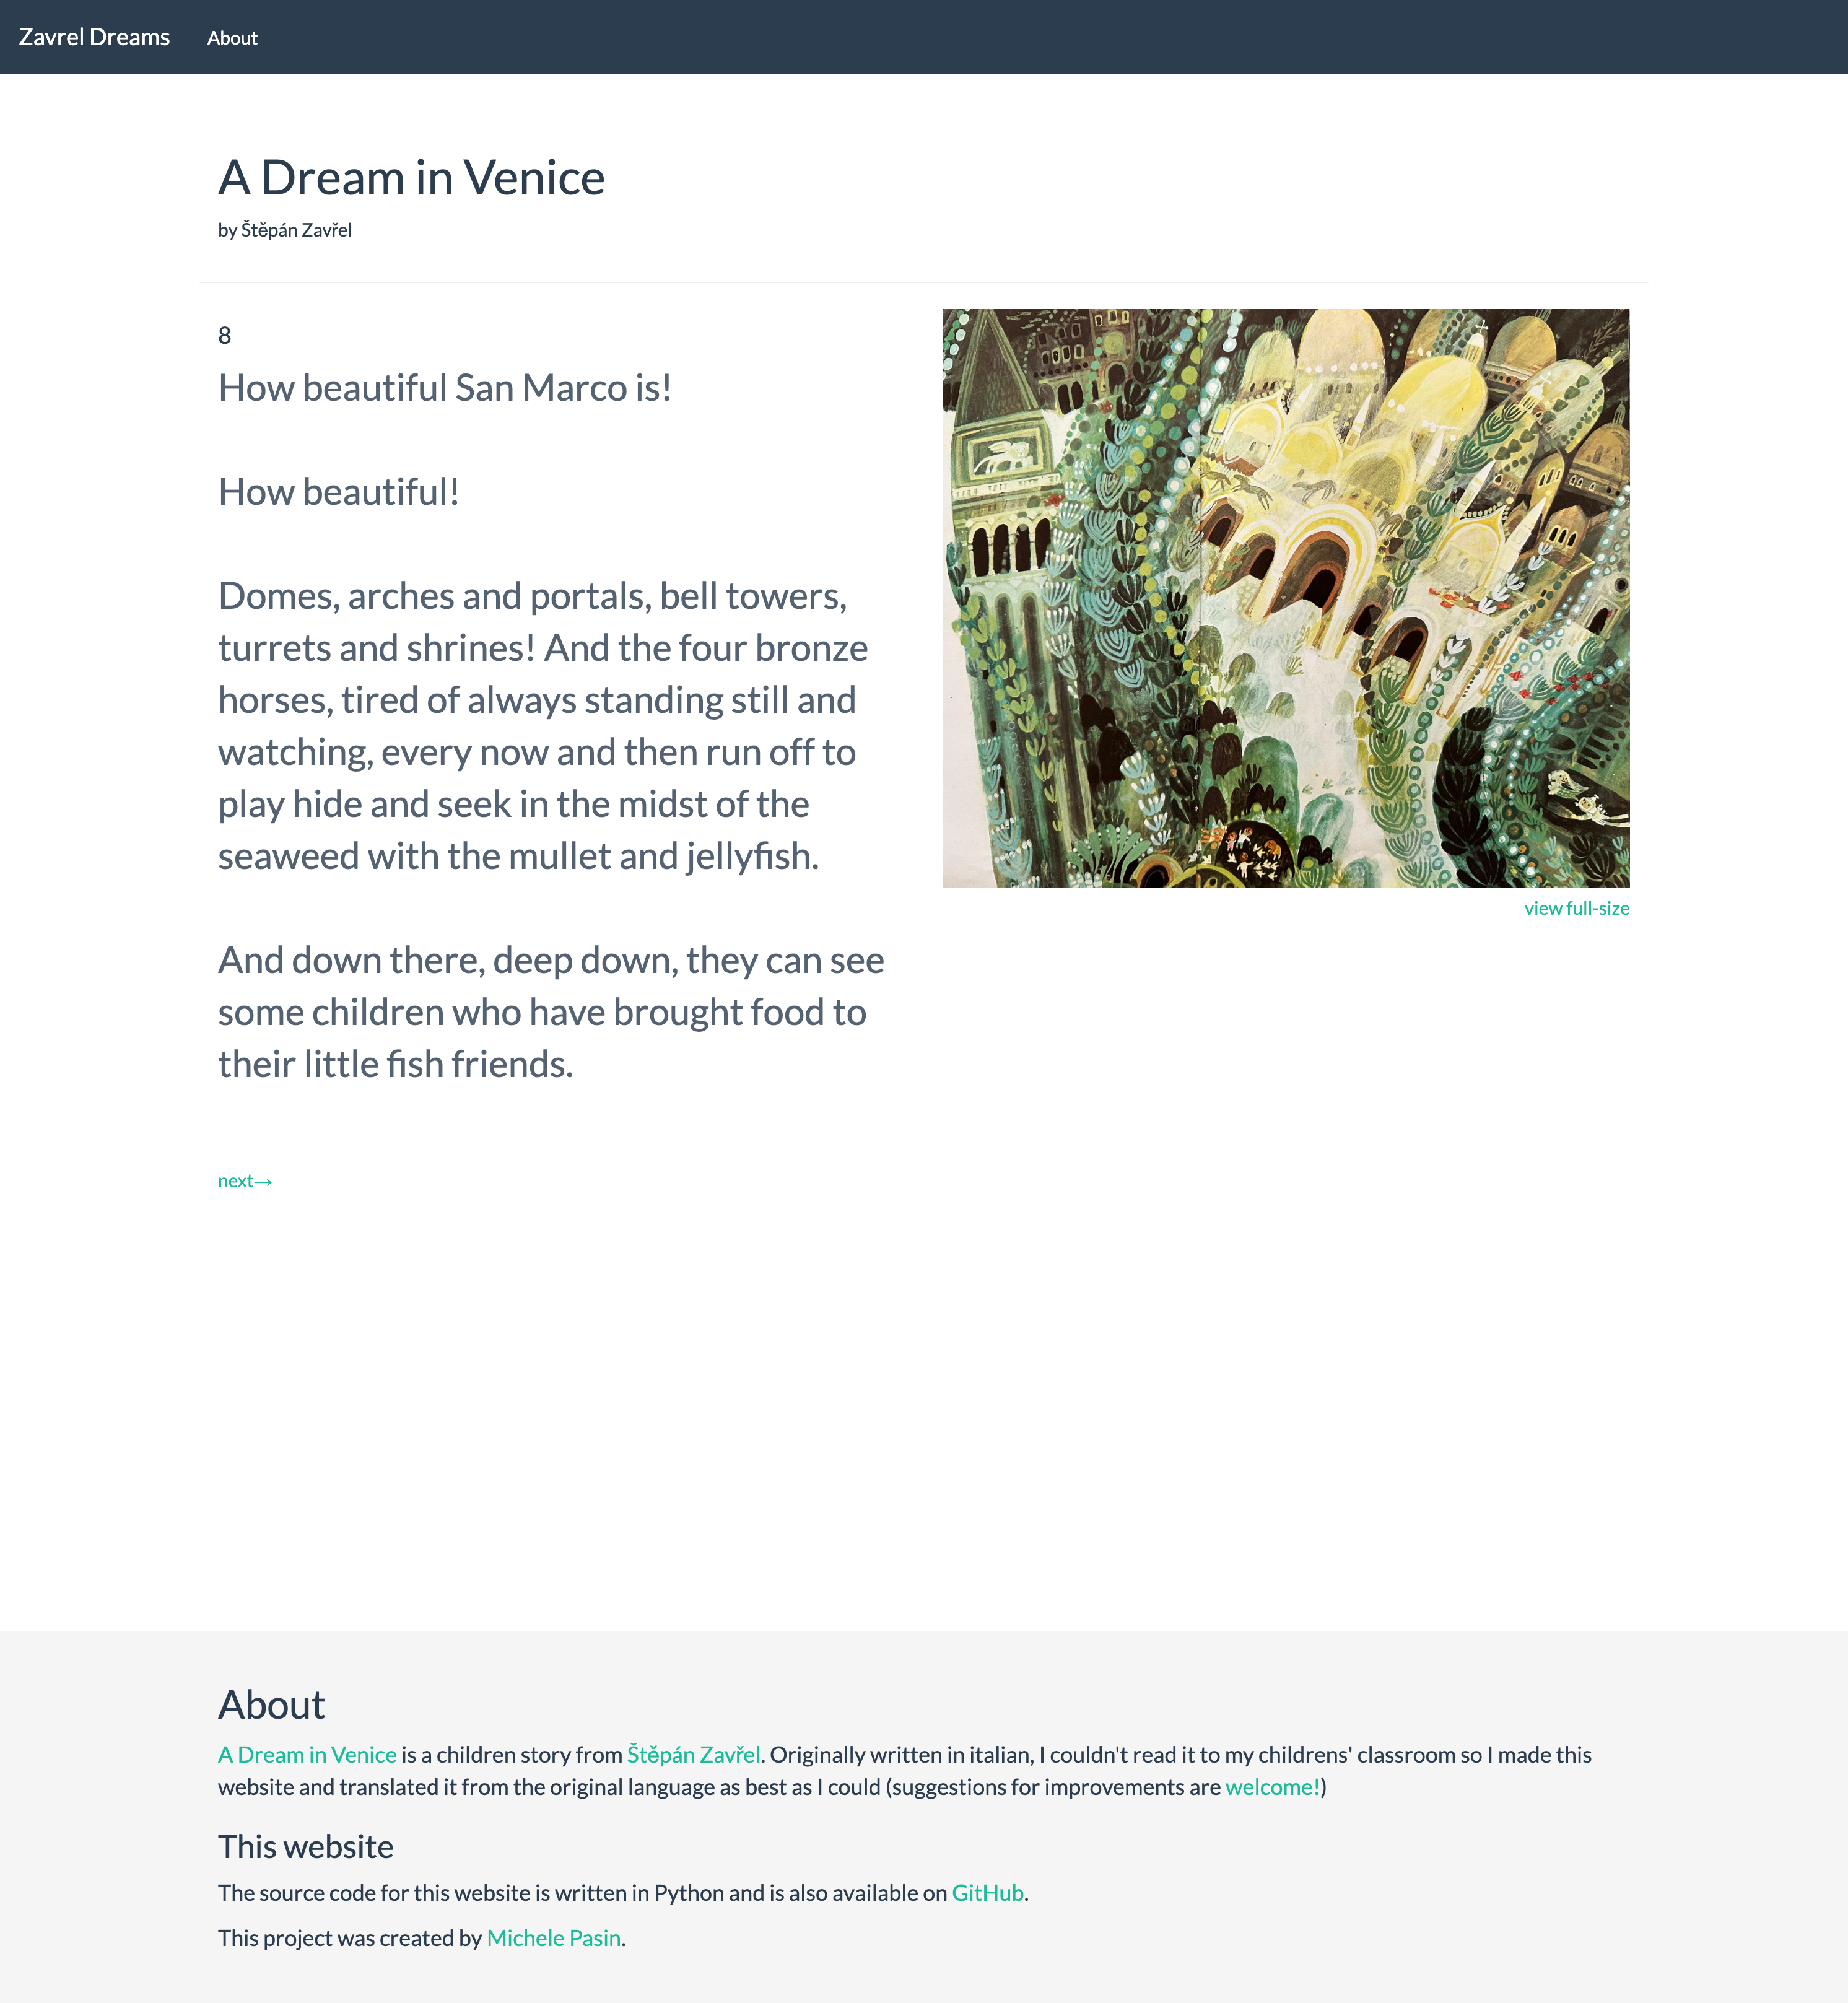 Zavrel Dreams
About
A Dream in Venice
by Štěpán Zavřel
8
How beautiful San Marco is!
How beautiful!
Domes, arches and portals, bell towers,
turrets and shrines! And the four bronze
horses, tired of always standing still and
watching, every now and then run off to
play hide and seek in the midst of the
seaweed with the mullet and jellyfish.
And down there, deep down, they can see
some children who have brought food to
their little fish friends.
view full-size
next→
About
A Dream in Venice is a children story from Štěpán Zavřel. Originally written in italian, I couldn't read it to my childrens' classroom so I made this
website and translated it from the original language as best as I could (suggestions for improvements are welcome!)
This website
The source code for this website is written in Python and is also available on GitHub.
This project was created by Michele Pasin.